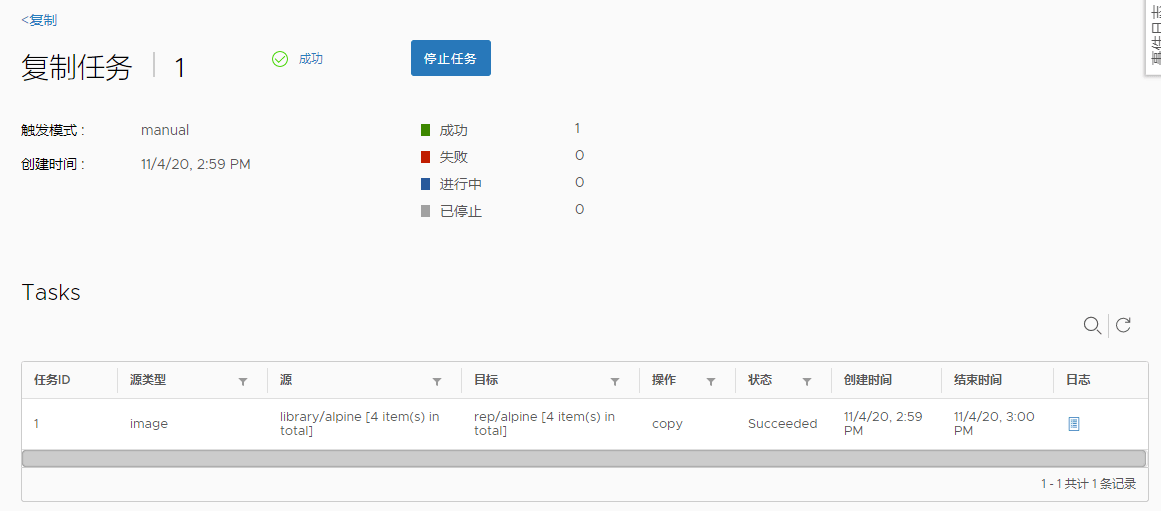 <复制
复制任务 1
成功
停止任务
触发模式 : manual
创建时间 : 11/4/20, 2:59 PM
成功 1
失败 0
进行中 0
已停止 0
事件日志
Tasks
任务ID 源类型 源 目标 操作 状态 创建时间 结束时间 日志
1 image library/alpine [4 item(s) in total] rep/alpine [4 item(s) in total] copy Succeeded 11/4/20, 2:59 PM 11/4/20, 3:00 PM
1 - 1 共计 1 条记录